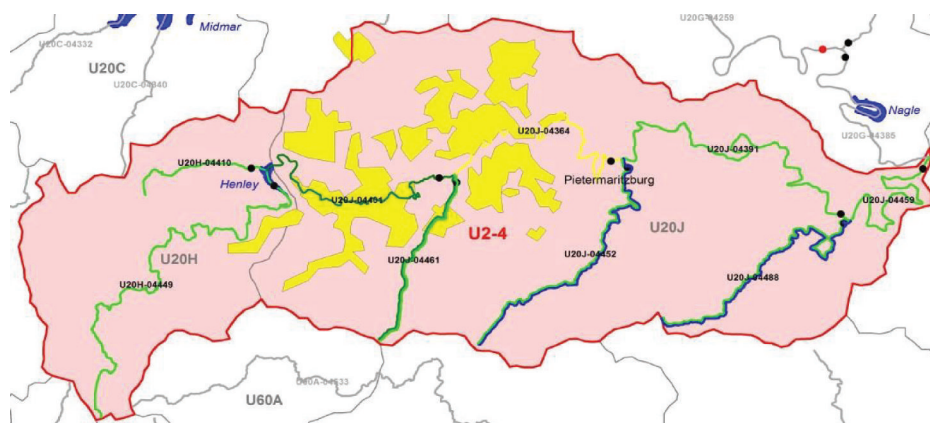 Midmar
U20G-04259
U20C-04332
U20C
U20C-04340
Nagle
U20G-04385
U20J-04364
U20H-04410
U20J-04391
Henley
Pietermaritzburg
U20J-04401
U20J-04459
U2-4
U20J
U20H
U20J-04461
U20J-04452
U20J-04488
U20H-04449
U60A-04533
U60A